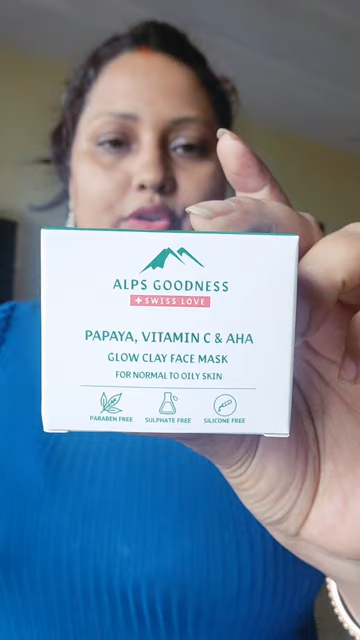 ALPS GOODNESS
+ SWISS LOVE
PAPAYA, VITAMIN C & AHA
GLOW CLAY FACE MASK
FOR NORMAL TO OILY SKIN
PARABEN FREE SULPHATE FREE SILICONE FREE